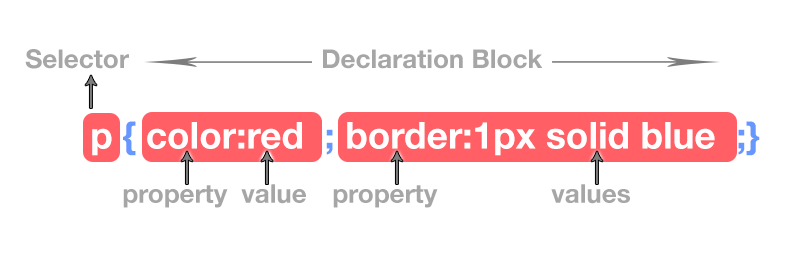 Selector Declaration Block
p{color:red;border:1px solid blue;}
property value property values